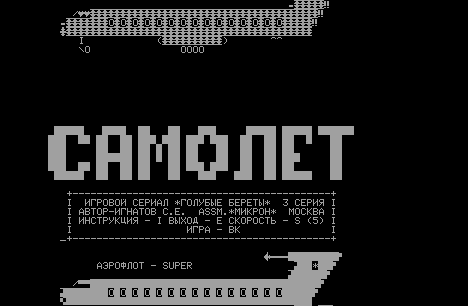 САМОЛЕТ
ИГРОВОЙ СЕРИАЛ *ГОЛУБЫЕ БЕРЕТЫ* 3 СЕРИЯ
АВТОР-ИГНАТОВ С.Е. ASSM.*МИКРОН* МОСКВА
ИНСТРУКЦИЯ - I ВЫХОД - E СКОРОСТЬ - S (5)
ИГРА - ВК
АЭРОФЛОТ - SUPER